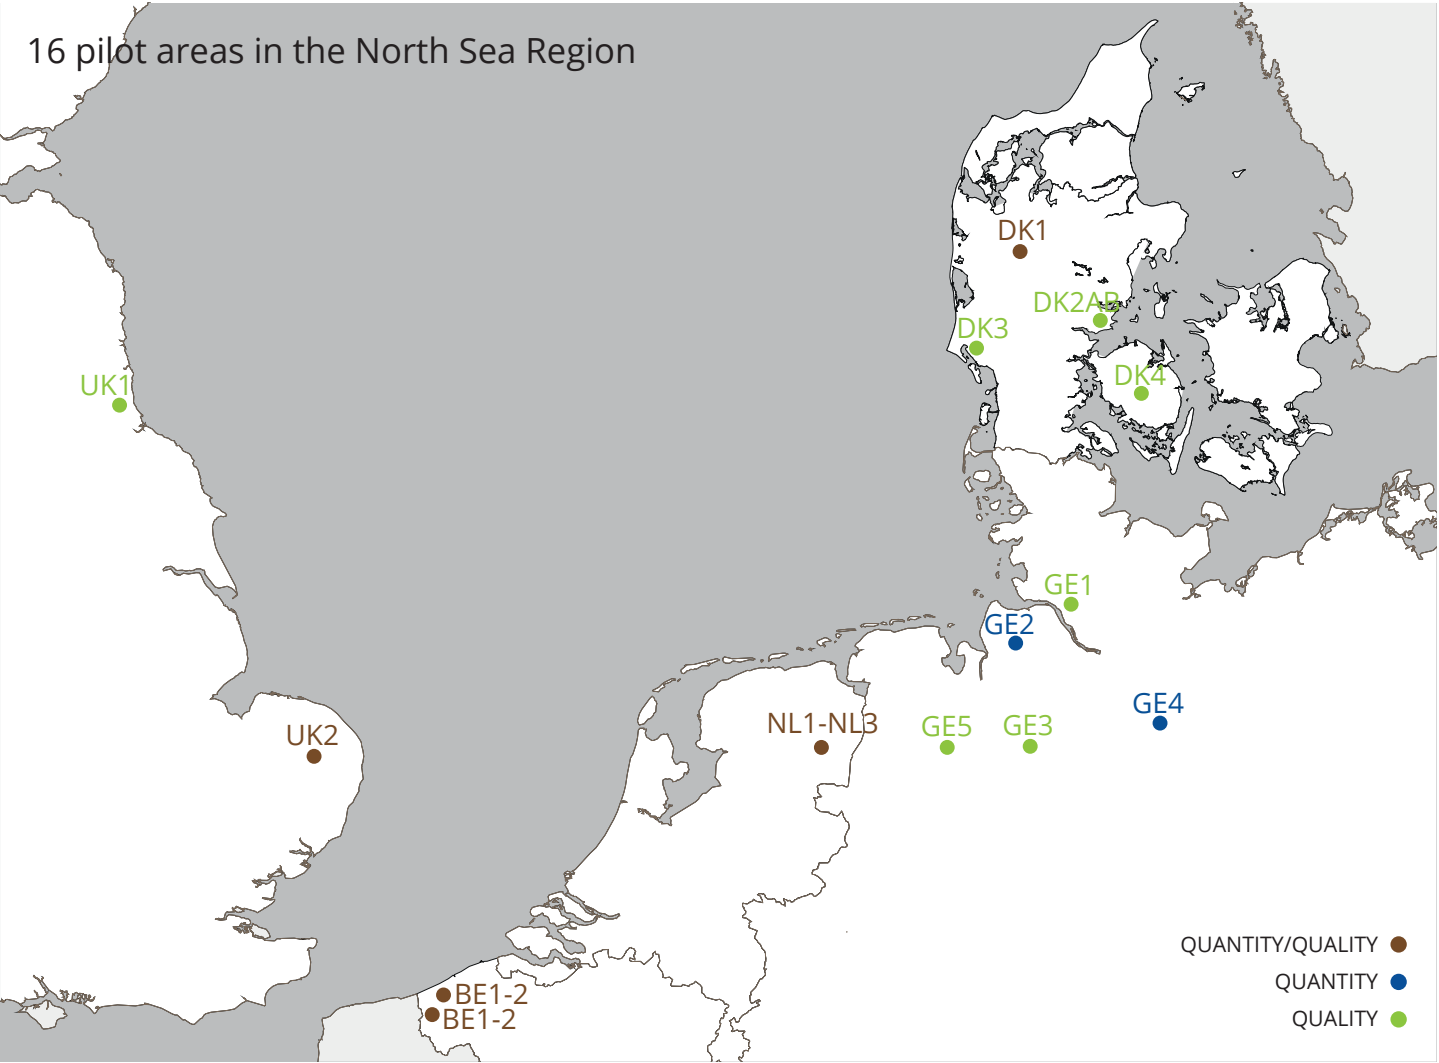 16 pilot areas in the North Sea Region
DK1
DK2AB
DK3
DK4
UK1
GE1
GE2
GE4
NL1-NL3
GE5
GE3
UK2
QUANTITY/QUALITY
QUANTITY
BE1-2
BE1-2
QUALITY